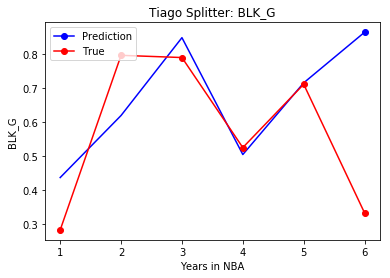 Tiago Splitter: BLK_G
Prediction
True
BLK_G
0.8
0.7
0.6
0.5
0.4
0.3
1 2 3 4 5 6
Years in NBA